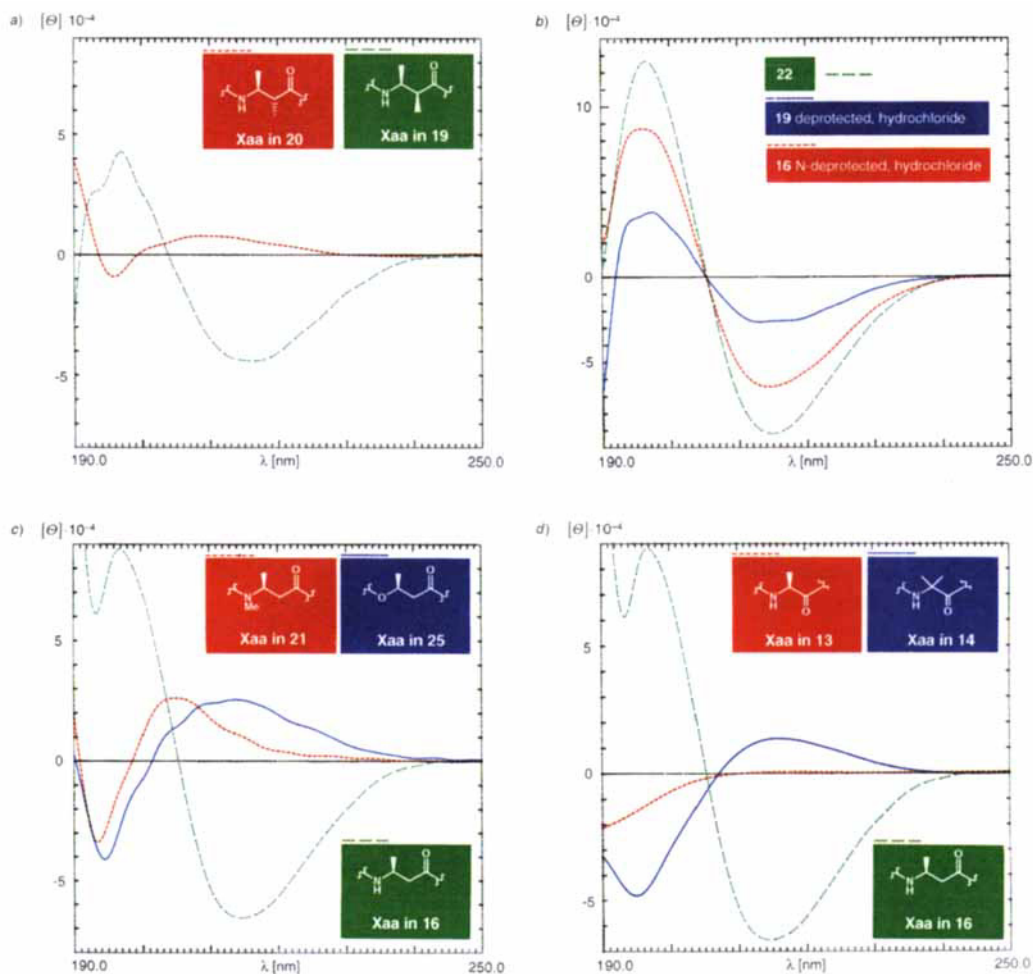 a) [Θ]·10⁻⁴
5
0
-5
190.0
λ [nm]
250.0
N
H
O
Xaa in 20
N
H
O
Xaa in 19
b) [Θ]·10⁻⁴
10
5
0
-5
190.0
λ [nm]
250.0
22
19 deprotected, hydrochloride
16 N-deprotected, hydrochloride
c) [Θ]·10⁻⁴
5
0
-5
190.0
λ [nm]
250.0
N
Me
O
Xaa in 21
O
O
Xaa in 25
N
H
O
Xaa in 16
d) [Θ]·10⁻⁴
5
0
-5
190.0
λ [nm]
250.0
N
H
O
Xaa in 13
N
H
O
Xaa in 14
N
H
O
Xaa in 16